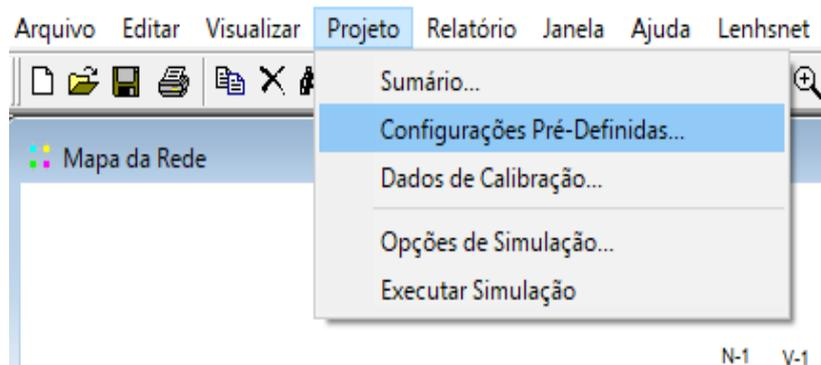 Arquivo Editar Visualizar Projeto Relatório Janela Ajuda Lenhsnet
Sumário...
Configurações Pré-Definidas...
Mapa da Rede
Dados de Calibração...
Opções de Simulação...
Executar Simulação
N-1 V-1